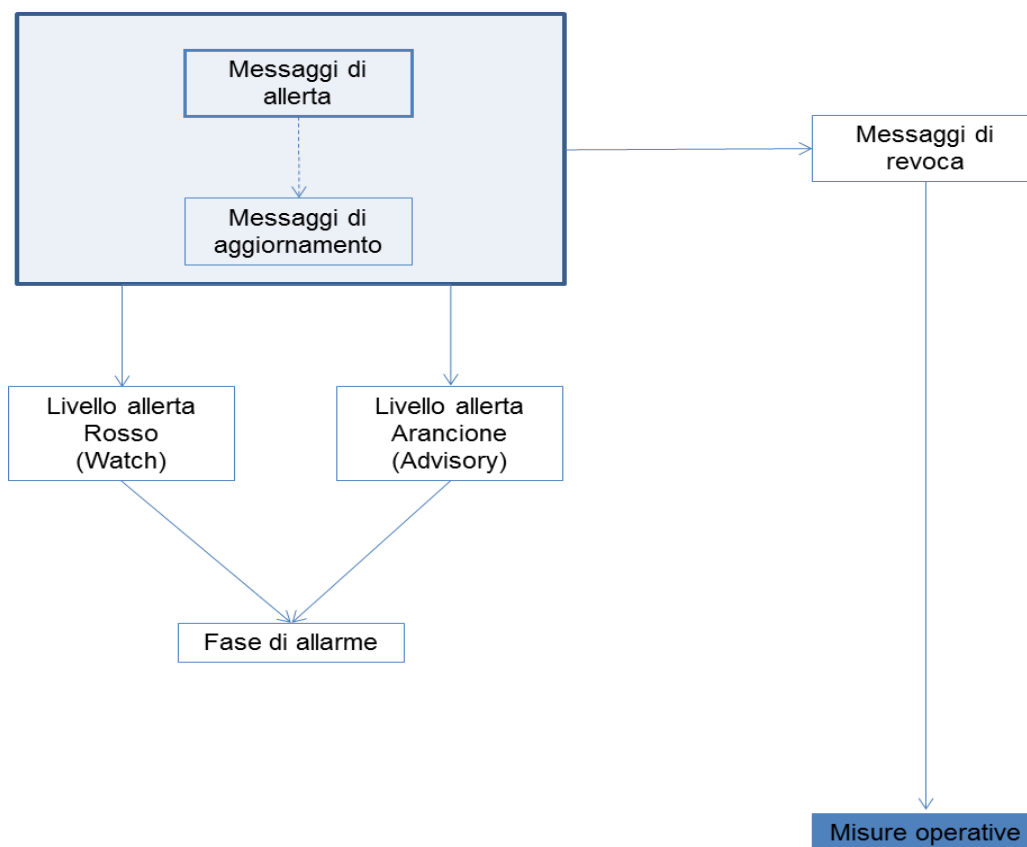 Messaggi di
allerta
Messaggi di
revoca
Messaggi di
aggiornamento
Livello allerta
Rosso
(Watch)
Livello allerta
Arancione
(Advisory)
Fase di allarme
Misure operative